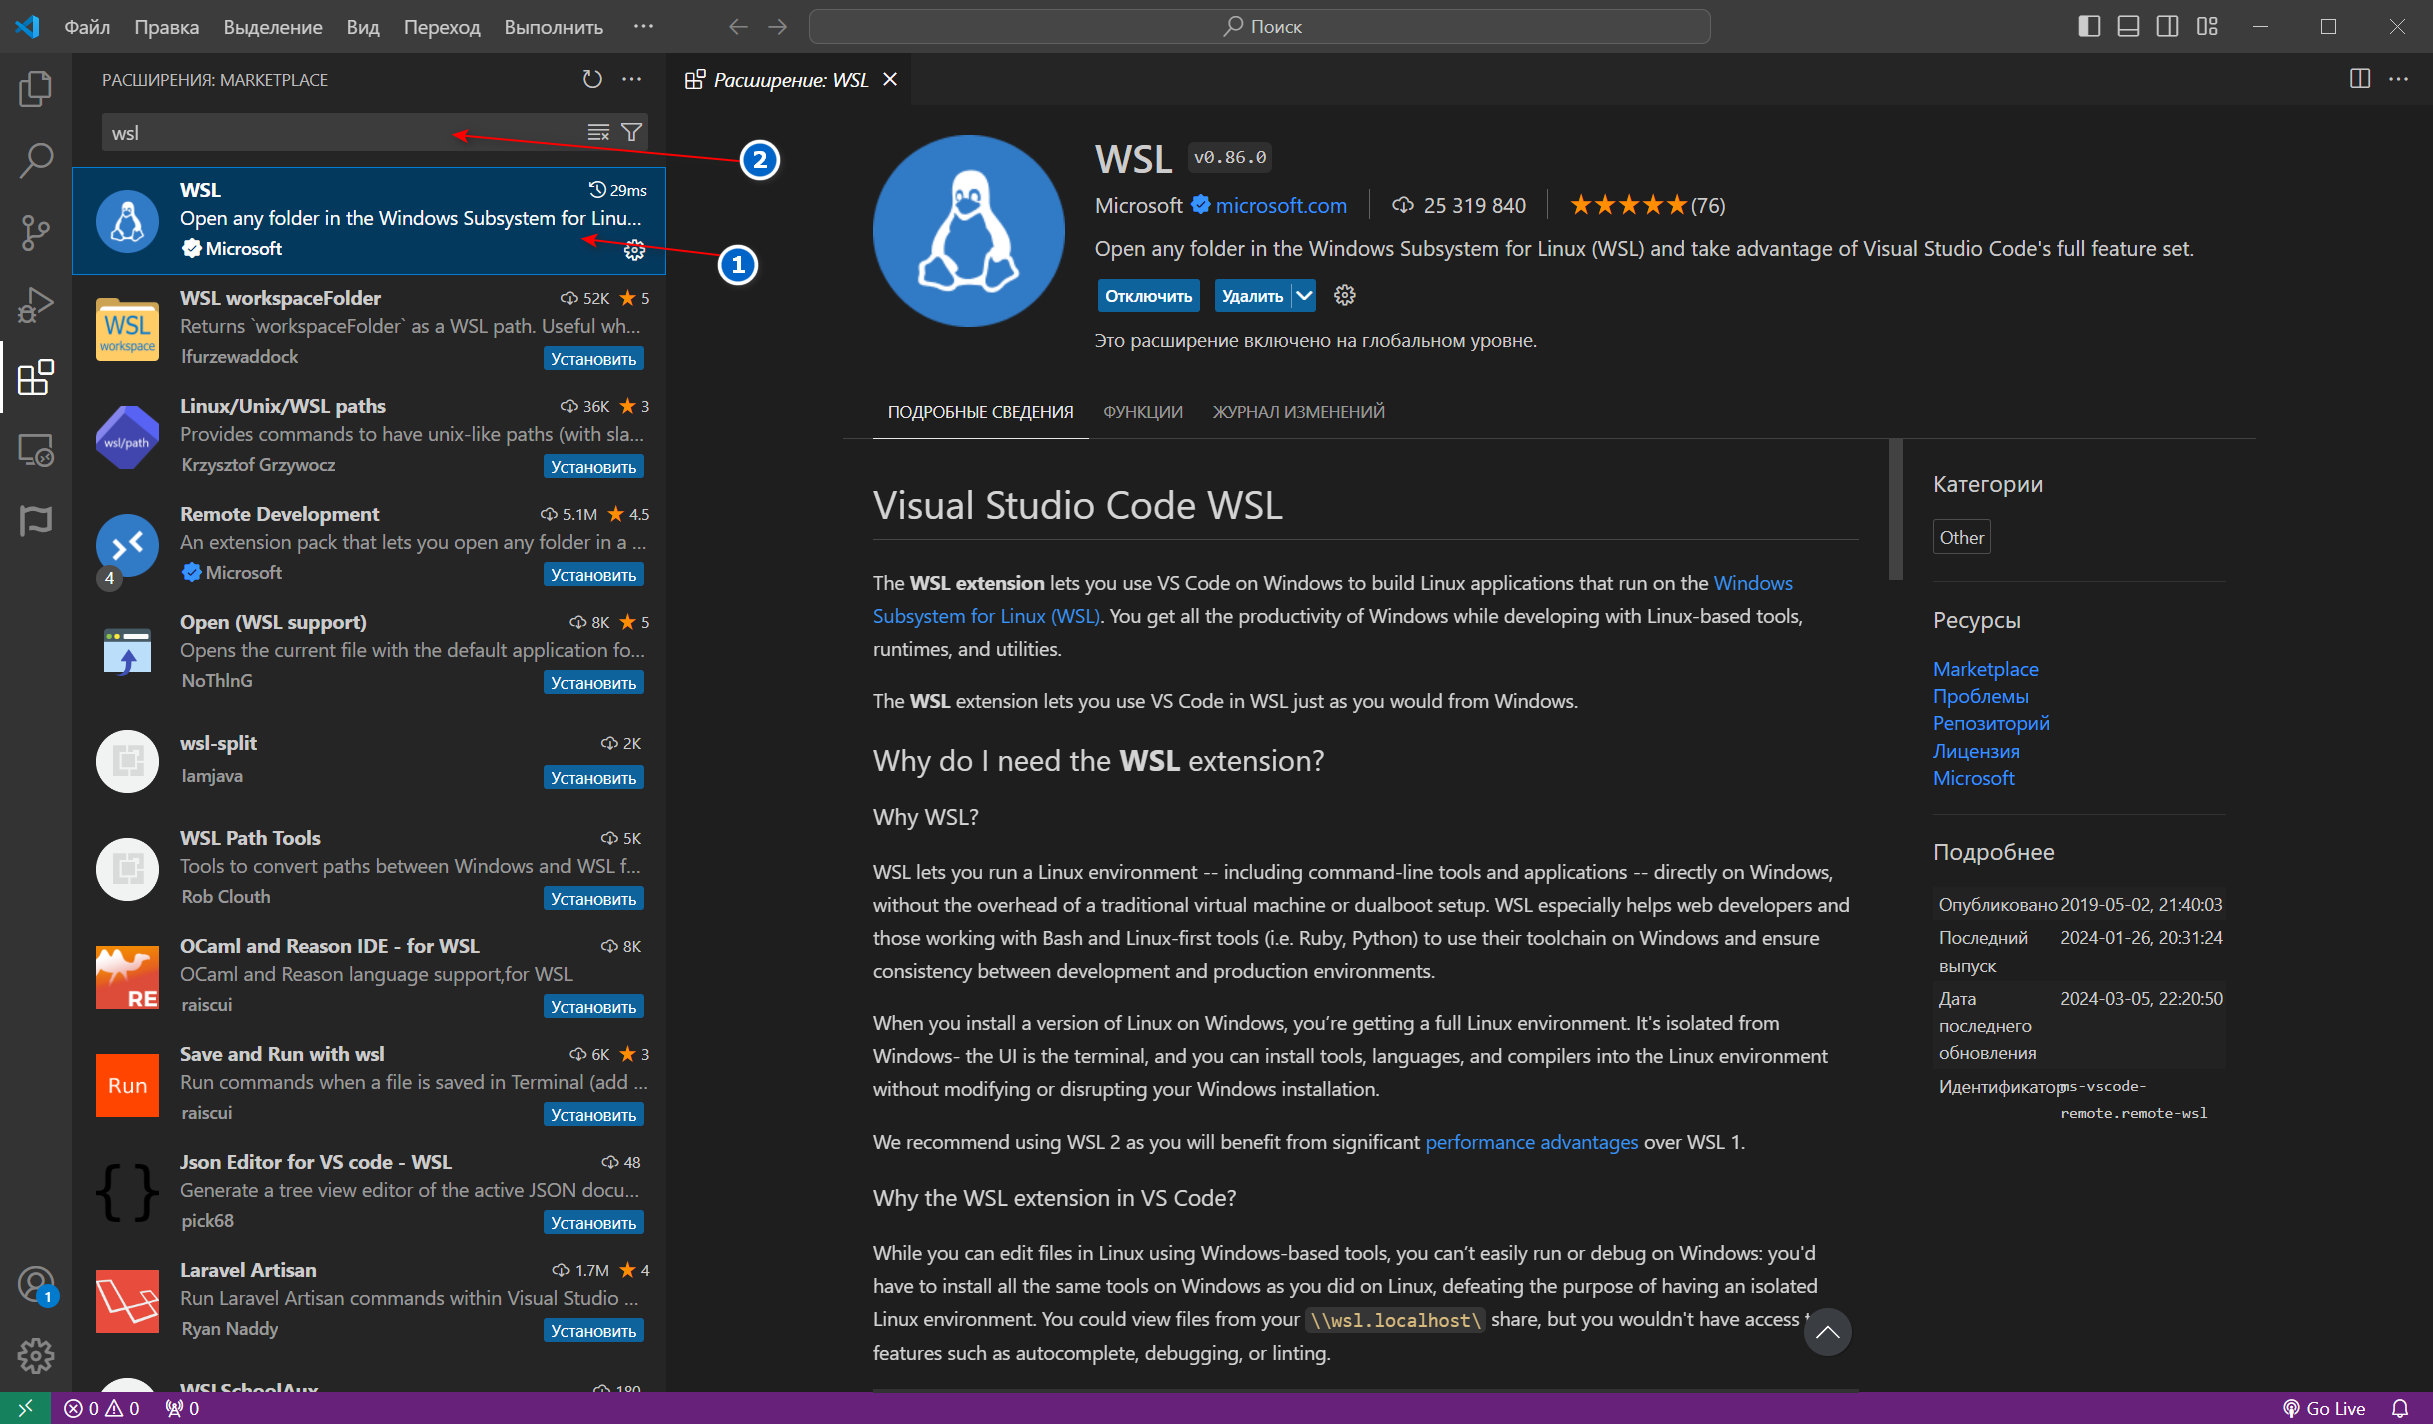 Файл Правка Выделение Вид Переход Выполнить ··· Поиск
РАСШИРЕНИЯ: MARKETPLACE
wsl
2
WSL 29ms
Open any folder in the Windows Subsystem for Linu...
Microsoft
1
WSL workspaceFolder 52K 5
WSL
workspace
Returns `workspaceFolder` as a WSL path. Useful wh...
lfurzewaddock Установить
Linux/Unix/WSL paths 36K 3
wsl/path
Provides commands to have unix-like paths (with sla...
Krzysztof Grzywocz Установить
Remote Development 5.1M 4.5
An extension pack that lets you open any folder in a ...
4
Microsoft Установить
Open (WSL support) 8K 5
Opens the current file with the default application fo...
NoThlnG Установить
wsl-split 2K
lamjava Установить
WSL Path Tools 5K
Tools to convert paths between Windows and WSL f...
Rob Clouth Установить
OCaml and Reason IDE - for WSL 8K
OCaml and Reason language support,for WSL
RE
raiscui Установить
Save and Run with wsl 6K 3
Run
Run commands when a file is saved in Terminal (add ...
raiscui Установить
Json Editor for VS code - WSL 48
{}
Generate a tree view editor of the active JSON docu...
pick68 Установить
Laravel Artisan 1.7M 4
Run Laravel Artisan commands within Visual Studio ...
Ryan Naddy Установить
WSLSchoolAux 180
1
Расширение: WSL
WSL v0.86.0
Microsoft microsoft.com 25 319 840 ★★★★★(76)
Open any folder in the Windows Subsystem for Linux (WSL) and take advantage of Visual Studio Code's full feature set.
Отключить Удалить
Это расширение включено на глобальном уровне.
ПОДРОБНЫЕ СВЕДЕНИЯ ФУНКЦИИ ЖУРНАЛ ИЗМЕНЕНИЙ
Visual Studio Code WSL
The WSL extension lets you use VS Code on Windows to build Linux applications that run on the Windows
Subsystem for Linux (WSL). You get all the productivity of Windows while developing with Linux-based tools,
runtimes, and utilities.
The WSL extension lets you use VS Code in WSL just as you would from Windows.
Why do I need the WSL extension?
Why WSL?
WSL lets you run a Linux environment -- including command-line tools and applications -- directly on Windows,
without the overhead of a traditional virtual machine or dualboot setup. WSL especially helps web developers and
those working with Bash and Linux-first tools (i.e. Ruby, Python) to use their toolchain on Windows and ensure
consistency between development and production environments.
When you install a version of Linux on Windows, you’re getting a full Linux environment. It's isolated from
Windows- the UI is the terminal, and you can install tools, languages, and compilers into the Linux environment
without modifying or disrupting your Windows installation.
We recommend using WSL 2 as you will benefit from significant performance advantages over WSL 1.
Why the WSL extension in VS Code?
While you can edit files in Linux using Windows-based tools, you can’t easily run or debug on Windows: you'd
have to install all the same tools on Windows as you did on Linux, defeating the purpose of having an isolated
Linux environment. You could view files from your \\wsl.localhost\ share, but you wouldn't have access
features such as autocomplete, debugging, or linting.
Категории
Other
Ресурсы
Marketplace
Проблемы
Репозиторий
Лицензия
Microsoft
Подробнее
Опубликовано 2019-05-02, 21:40:03
Последний 2024-01-26, 20:31:24
выпуск
Дата 2024-03-05, 22:20:50
последнего
обновления
Идентификатор ms-vscode-
remote.remote-wsl
0 0 0 Go Live